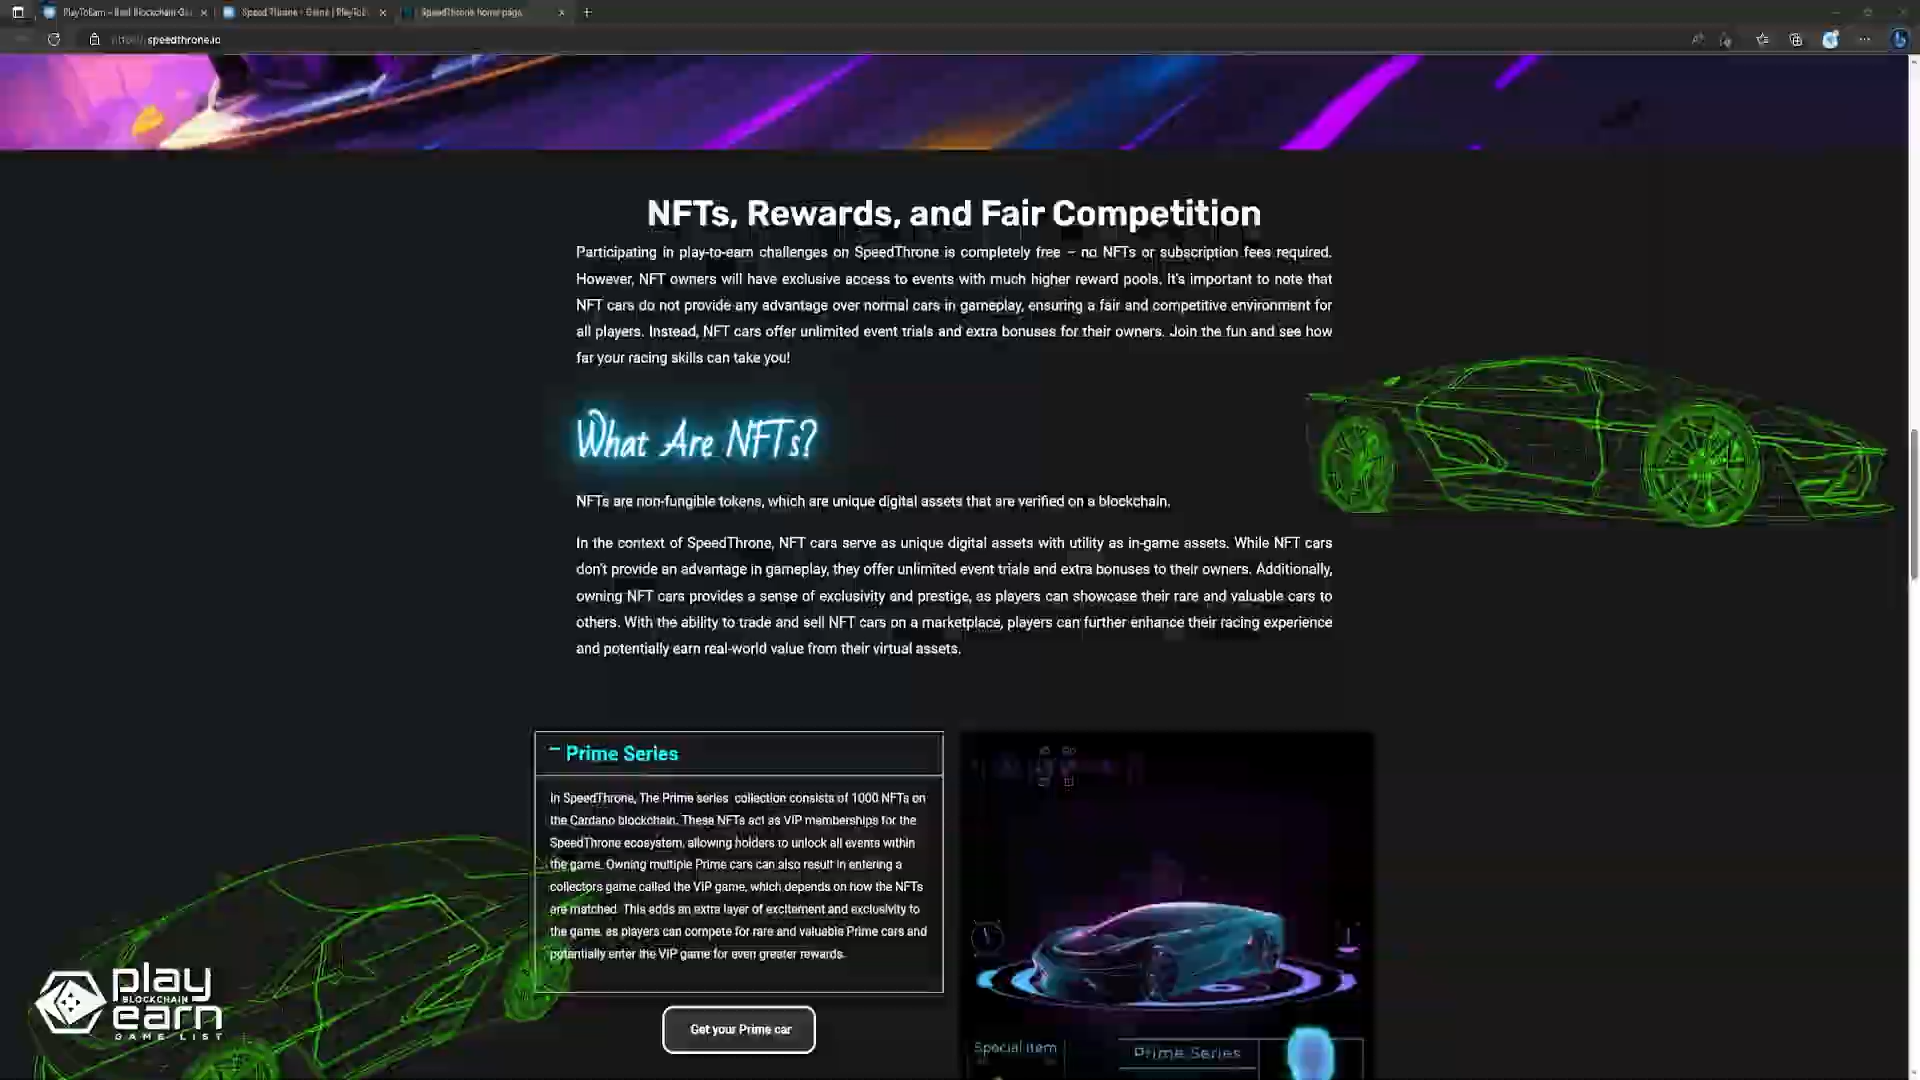 PlayToEarn - Best Blockchain Ga
Speed Throne - Game | PlayToE
SpeedThrone home page
speedthrone.io
NFTs, Rewards, and Fair Competition
Participating in play-to-earn challenges on SpeedThrone is completely free – no NFTs or subscription fees required.
However, NFT owners will have exclusive access to events with much higher reward pools. It's important to note that
NFT cars do not provide any advantage over normal cars in gameplay, ensuring a fair and competitive environment for
all players. Instead, NFT cars offer unlimited event trials and extra bonuses for their owners. Join the fun and see how
far your racing skills can take you!
What Are NFTs?
NFTs are non-fungible tokens, which are unique digital assets that are verified on a blockchain.
In the context of SpeedThrone, NFT cars serve as unique digital assets with utility as in-game assets. While NFT cars
don't provide an advantage in gameplay, they offer unlimited event trials and extra bonuses to their owners. Additionally,
owning NFT cars provides a sense of exclusivity and prestige, as players can showcase their rare and valuable cars to
others. With the ability to trade and sell NFT cars on a marketplace, players can further enhance their racing experience
and potentially earn real-world value from their virtual assets.
Prime Series
In SpeedThrone, The Prime series collection consists of 1000 NFTs on
the Cardano blockchain. These NFTs act as VIP memberships for the
SpeedThrone ecosystem, allowing holders to unlock all events within
the game. Owning multiple Prime cars can also result in entering a
collectors game called the VIP game, which depends on how the NFTs
are matched. This adds an extra layer of excitement and exclusivity to
the game, as players can compete for rare and valuable Prime cars and
potentially enter the VIP game for even greater rewards.
Get your Prime car
Special item
Prime Series
play
BLOCKCHAIN
earn
GAME LIST